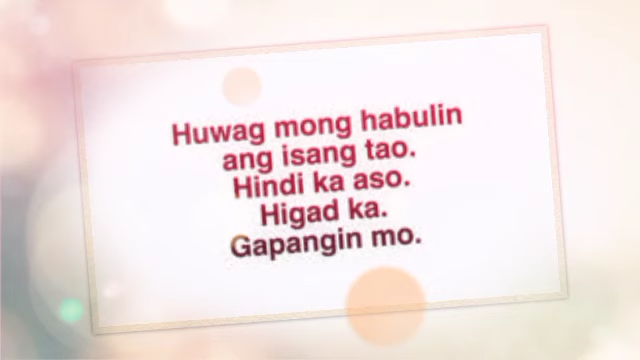 Huwag mong habulin
ang isang tao.
Hindi ka aso.
Higad ka.
Gapangin mo.